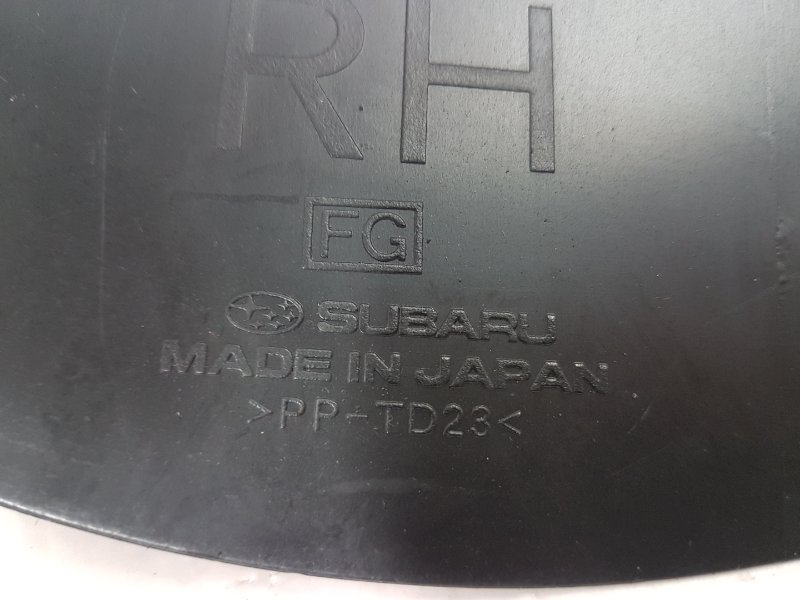 RH
FG
SUBARU
MADE IN JAPAN
>PP-TD23<